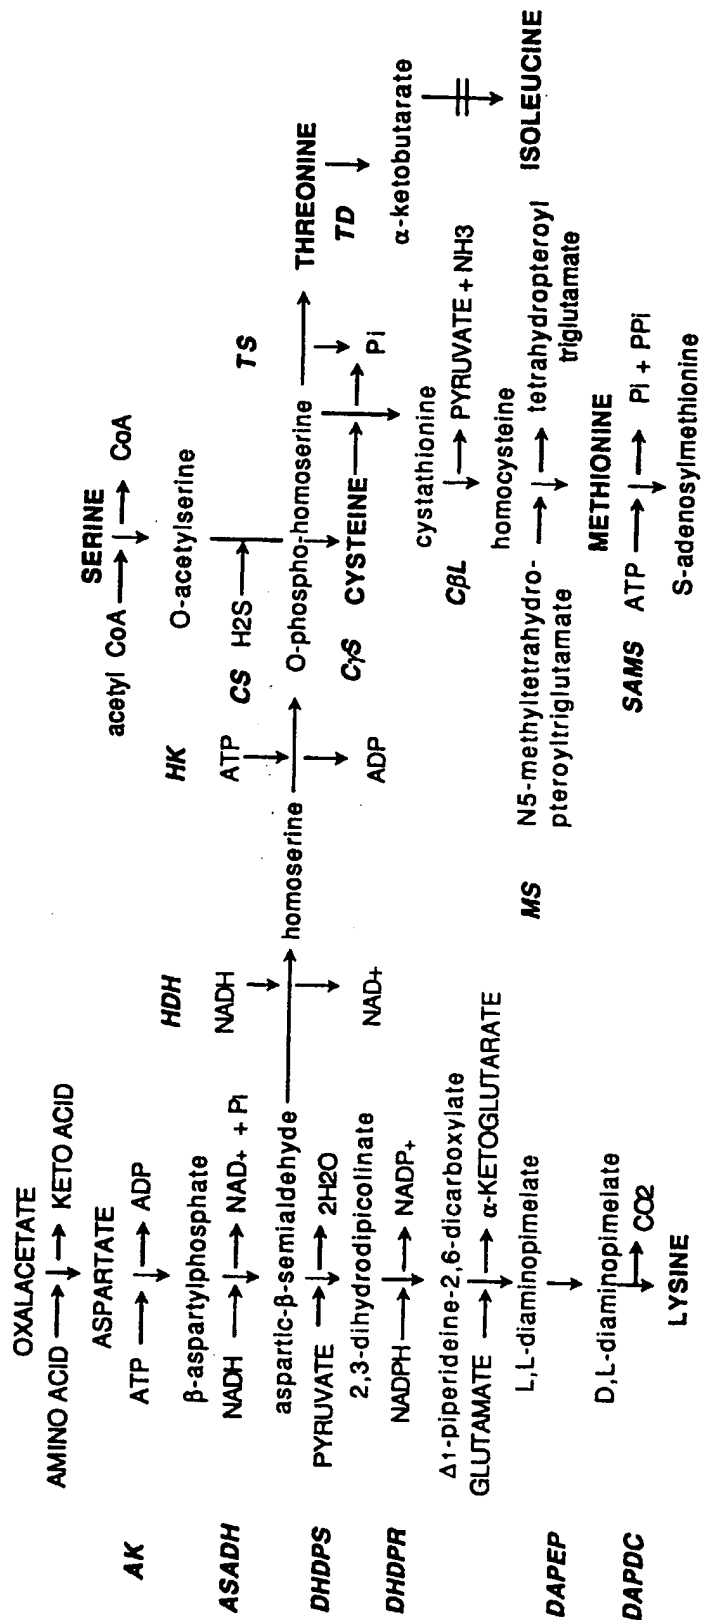 OXALACETATE
AMINO ACID
KETO ACID
ASPARTATE
AK
ATP
ADP
β-aspartylphosphate
ASADH
NADH
NAD+ + Pi
aspartic-β-semialdehyde
DHDPS
PYRUVATE
2H2O
2,3-dihydrodipicolinate
DHDPR
NADPH
NADP+
Δ1-piperideine-2,6-dicarboxylate
GLUTAMATE
α-KETOGLUTARATE
L,L-diaminopimelate
DAPEP
D,L-diaminopimelate
DAPDC
CO2
LYSINE
HDH
NADH
NAD+
homoserine
HK
ATP
ADP
SERINE
acetyl CoA
CoA
O-acetylserine
CS
H2S
O-phospho-homoserine
CγS
CYSTEINE
TS
Pi
THREONINE
TD
α-ketobutarate
ISOLEUCINE
cystathionine
CβL
PYRUVATE + NH3
homocysteine
MS
N5-methyltetrahydro-
pteroyltriglutamate
tetrahydropteroyl
triglutamate
METHIONINE
SAMS
ATP
Pi + PPi
S-adenosylmethionine